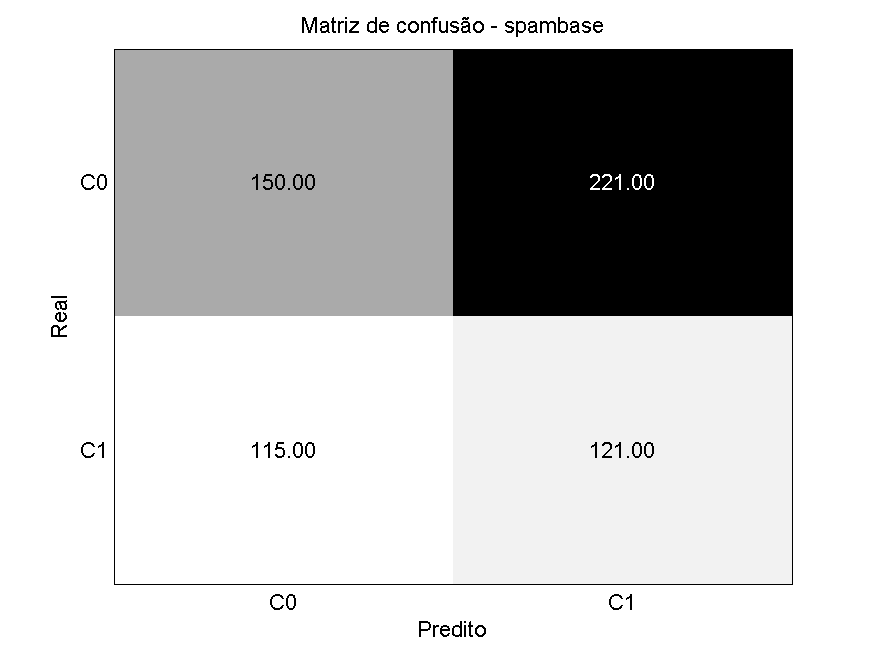 Matriz de confusão - spambase
C0
150.00
221.00
Real
C1
115.00
121.00
C0
C1
Predito